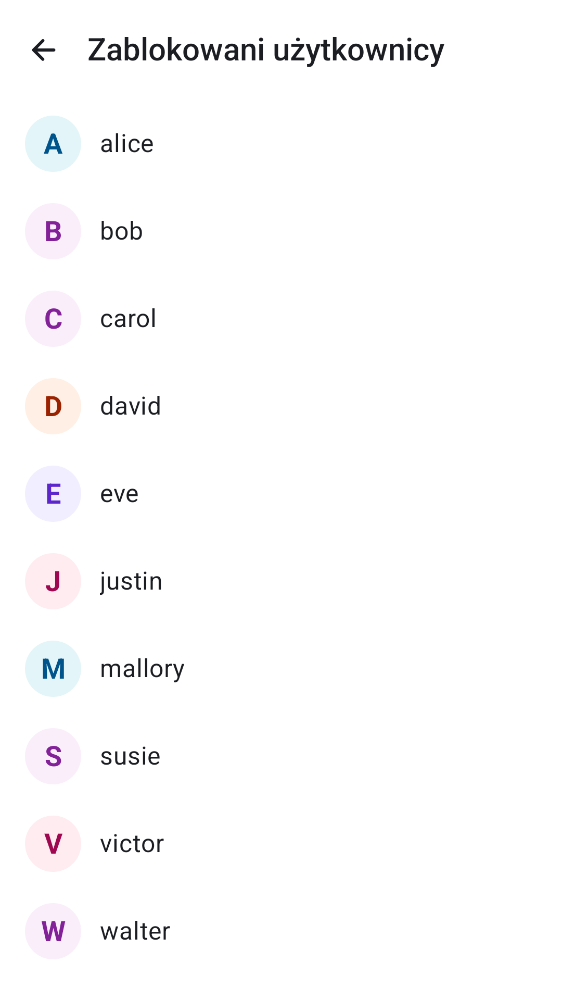 Zablokowani użytkownicy
A alice
B bob
C carol
D david
E eve
J justin
M mallory
S susie
V victor
W walter